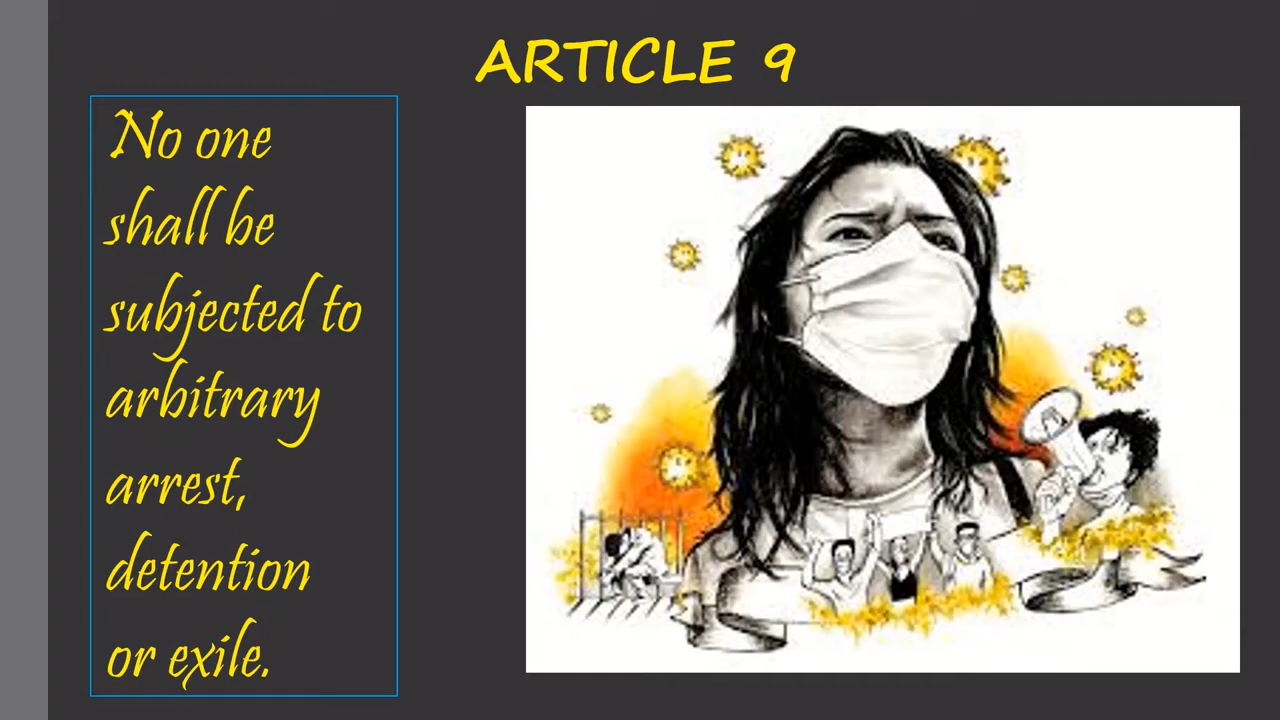 ARTICLE 9
No one
shall be
subjected to
arbitrary
arrest,
detention
or exile.